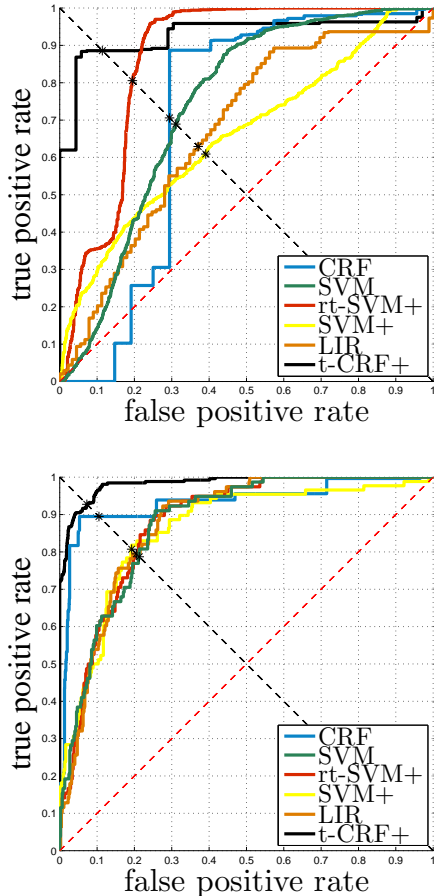 1
0.9
0.8
0.7
0.6
0.5
0.4
0.3
0.2
0.1
0
true positive rate
CRF
SVM
rt-SVM+
SVM+
LIR
t-CRF+
0 0.1 0.2 0.3 0.4 0.5 0.6 0.7 0.8 0.9 1
false positive rate
1
0.9
0.8
0.7
0.6
0.5
0.4
0.3
0.2
0.1
0
true positive rate
CRF
SVM
rt-SVM+
SVM+
LIR
t-CRF+
0 0.1 0.2 0.3 0.4 0.5 0.6 0.7 0.8 0.9 1
false positive rate